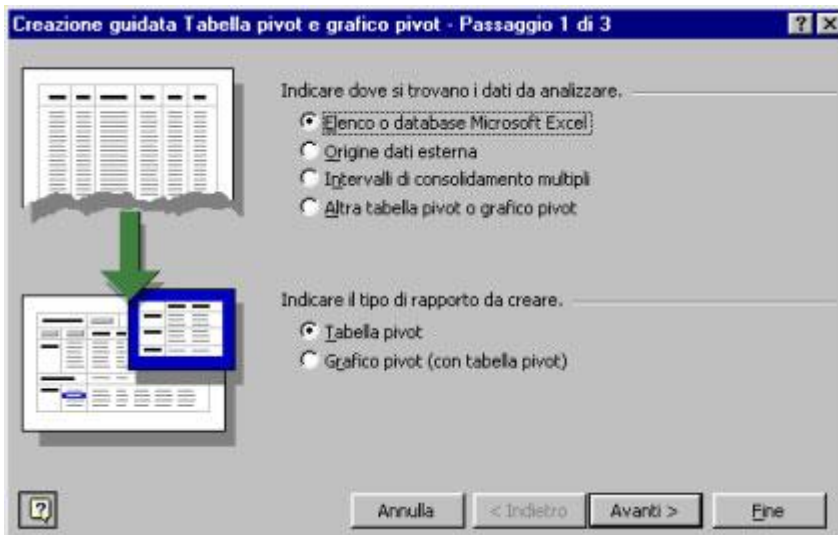 Creazione guidata Tabella pivot e grafico pivot - Passaggio 1 di 3
Indicare dove si trovano i dati da analizzare.
Elenco o database Microsoft Excel
Origine dati esterna
Intervalli di consolidamento multipli
Altra tabella pivot o grafico pivot
Indicare il tipo di rapporto da creare.
Tabella pivot
Grafico pivot (con tabella pivot)
Annulla
< Indietro
Avanti >
Fine